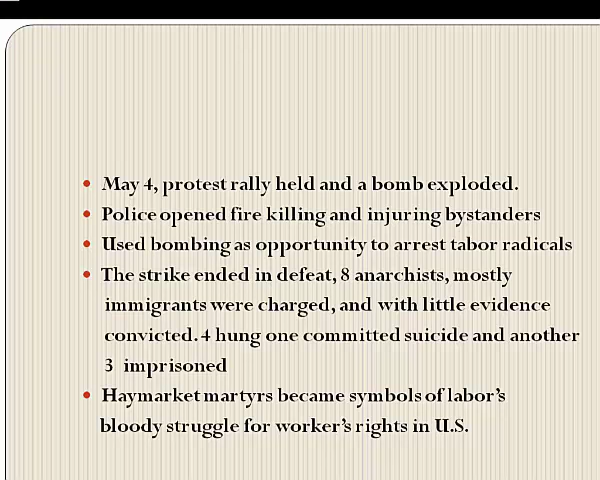 May 4, protest rally held and a bomb exploded.
Police opened fire killing and injuring bystanders
Used bombing as opportunity to arrest tabor radicals
The strike ended in defeat, 8 anarchists, mostly
immigrants were charged, and with little evidence
convicted. 4 hung one committed suicide and another
3 imprisoned
Haymarket martyrs became symbols of labor's
bloody struggle for worker's rights in U.S.